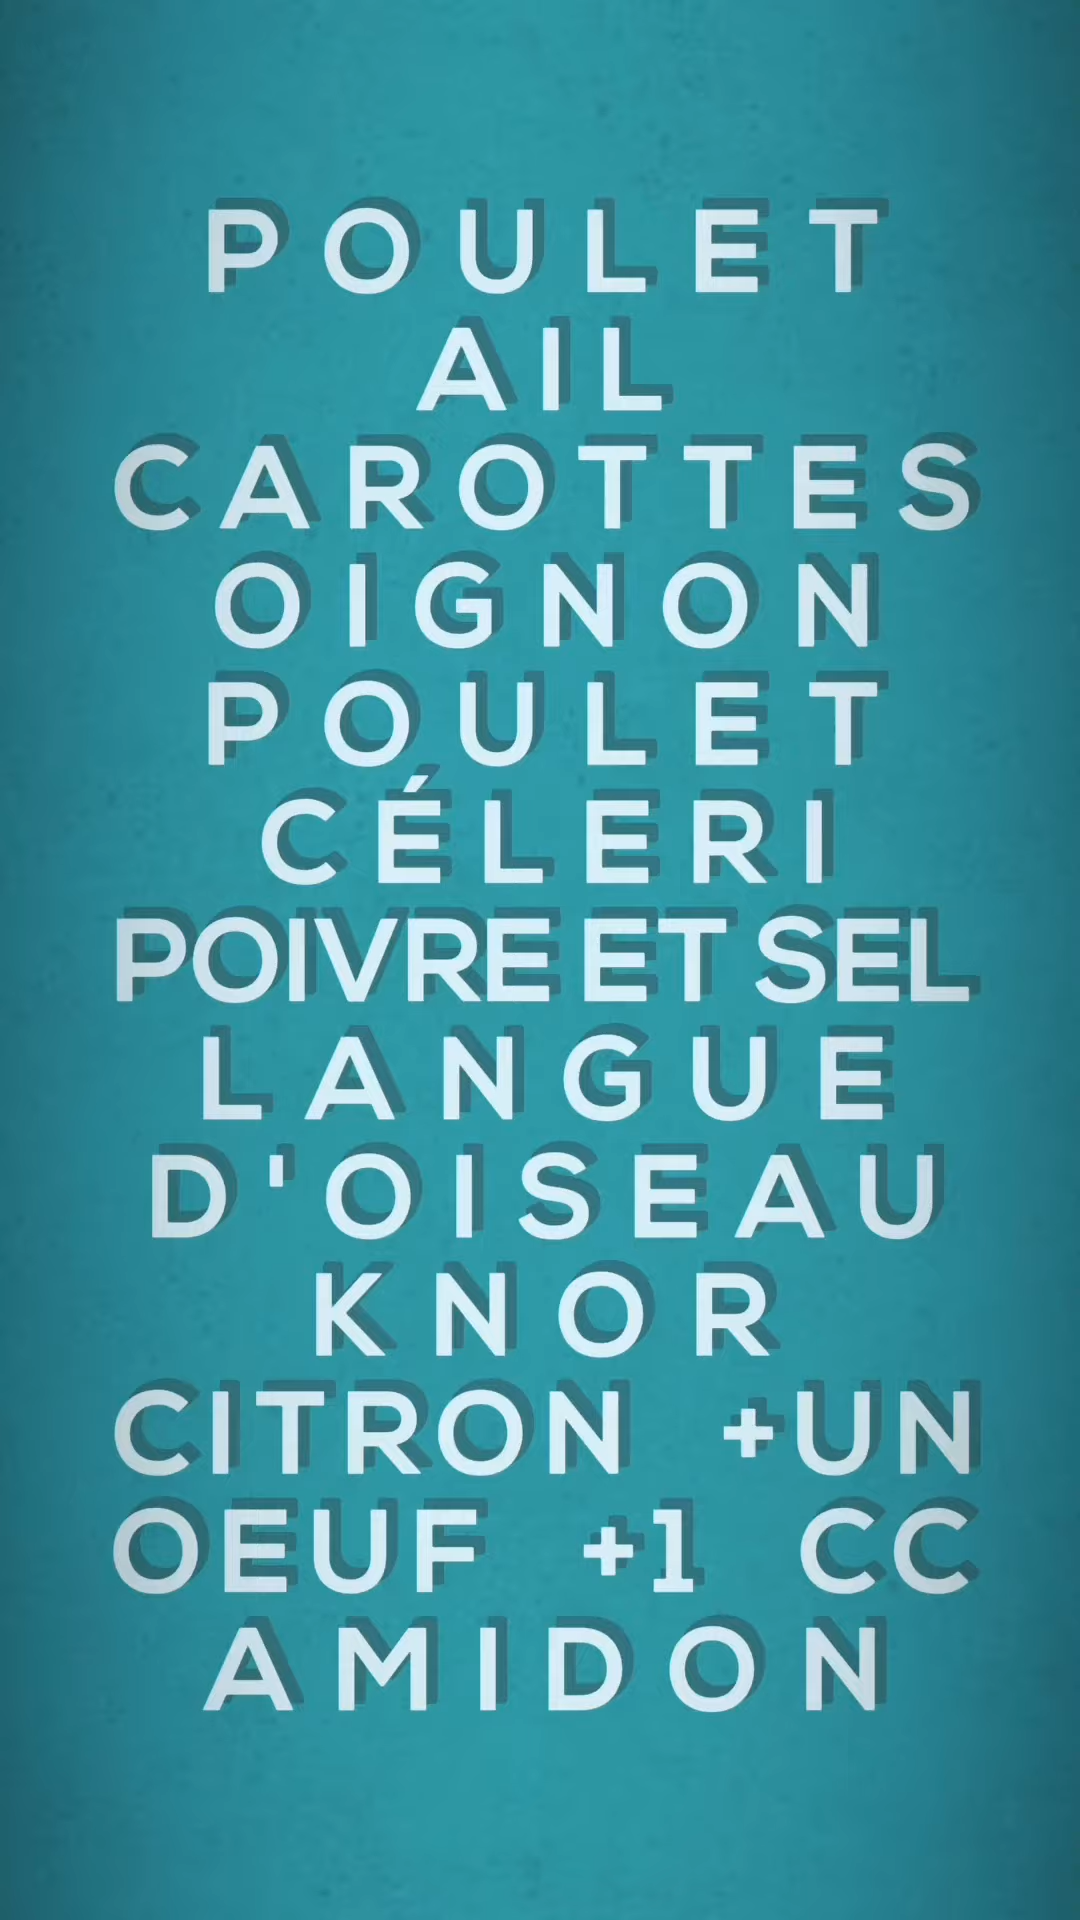 POULET
AIL
CAROTTES
OIGNON
POULET
CÉLERI
POIVRE ET SEL
LANGUE
D'OISEAU
KNOR
CITRON +UN
OEUF +1 CC
AMIDON